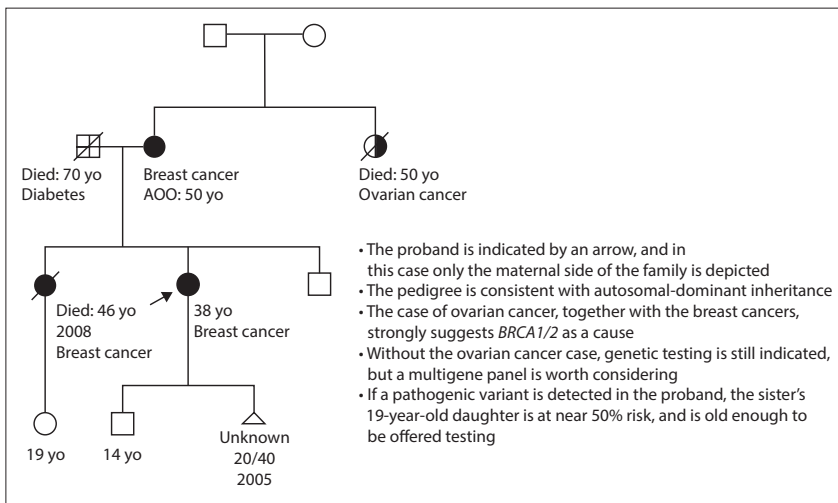 Died: 70 yo
Diabetes
Breast cancer
AOO: 50 yo
Died: 50 yo
Ovarian cancer
Died: 46 yo
2008
Breast cancer
38 yo
Breast cancer
19 yo
14 yo
Unknown
20/40
2005
• The proband is indicated by an arrow, and in
this case only the maternal side of the family is depicted
• The pedigree is consistent with autosomal-dominant inheritance
• The case of ovarian cancer, together with the breast cancers,
strongly suggests BRCA1/2 as a cause
• Without the ovarian cancer case, genetic testing is still indicated,
but a multigene panel is worth considering
• If a pathogenic variant is detected in the proband, the sister's
19-year-old daughter is at near 50% risk, and is old enough to
be offered testing